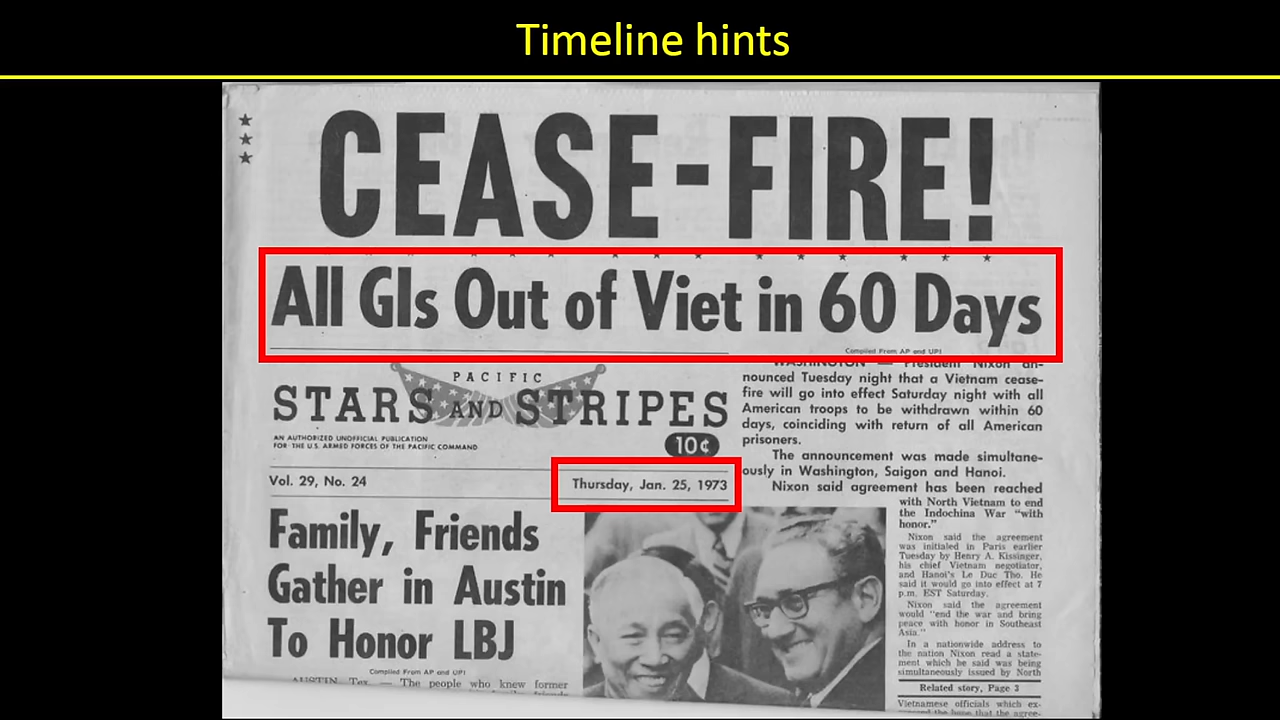 Timeline hints
CEASE-FIRE!
All GIs Out of Viet in 60 Days
Compiled From AP and UPI
PACIFIC
STARS AND STRIPES
AN AUTHORIZED UNOFFICIAL PUBLICATION
FOR THE U.S. ARMED FORCES OF THE PACIFIC COMMAND
10¢
Vol. 29, No. 24
Thursday, Jan. 25, 1973
WASHINGTON — President Nixon an-
nounced Tuesday night that a Vietnam cease-
fire will go into effect Saturday night with all
American troops to be withdrawn within 60
days, coinciding with return of all American
prisoners.
The announcement was made simultane-
ously in Washington, Saigon and Hanoi.
Nixon said agreement has been reached
with North Vietnam to end
the Indochina War “with
honor.”
Nixon said the agreement
was initialed in Paris earlier
Tuesday by Henry A. Kissinger,
his chief Vietnam negotiator,
and Hanoi's Le Duc Tho. He
said it would go into effect at 7
p.m. EST Saturday.
Nixon said the agreement
would “end the war and bring
peace with honor in Southeast
Asia.”
In a nationwide address to
the nation Nixon read a state-
ment which he said was being
simultaneously issued by North
Related story, Page 3
Vietnamese officials which ex-
the hope that the agree-
Family, Friends
Gather in Austin
To Honor LBJ
Compiled From AP and UPI
AUSTIN, Tex. — The people who knew former